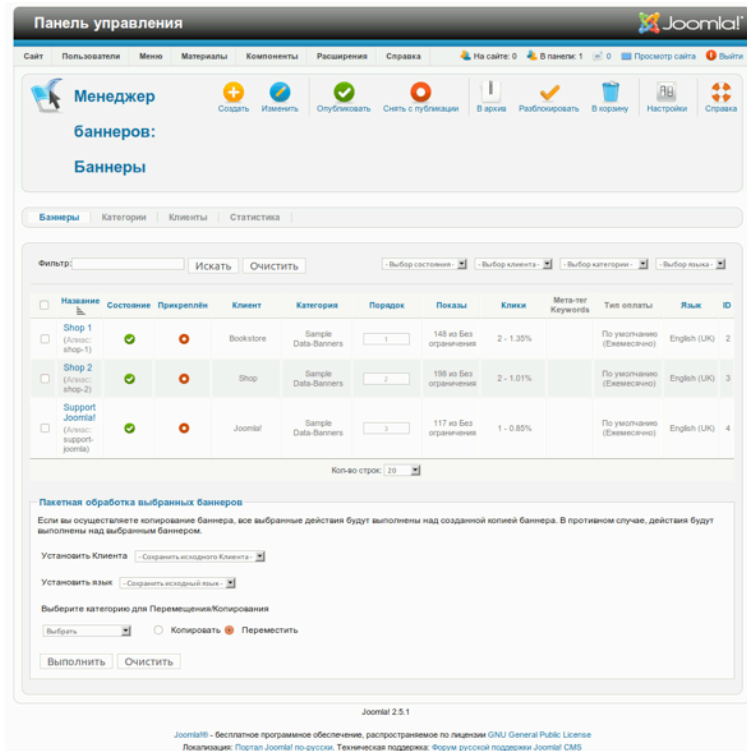 Панель управления
Joomla!
Сайт Пользователи Меню Материалы Компоненты Расширения Справка На сайте: 0 В панели: 1 0 Просмотр сайта Выйти
Менеджер баннеров: Баннеры
Создать Изменить Опубликовать Снять с публикации В архив Разблокировать В корзину Настройки Справка
Баннеры Категории Клиенты Статистика
Фильтр: Искать Очистить - Выбор состояния - - Выбор клиента - - Выбор категории - - Выбор языка -
Название Состояние Прикреплён Клиент Категория Порядок Показы Клики Мета-тег Keywords Тип оплаты Язык ID
Shop 1 (Алиас: shop-1) Bookstore Sample Data-Banners 1 148 из Без ограничения 2 - 1.35% По умолчанию (Ежемесячно) English (UK) 2
Shop 2 (Алиас: shop-2) Shop Sample Data-Banners 2 198 из Без ограничения 2 - 1.01% По умолчанию (Ежемесячно) English (UK) 3
Support Joomla! (Алиас: support-joomla) Joomla! Sample Data-Banners 3 117 из Без ограничения 1 - 0.85% По умолчанию (Ежемесячно) English (UK) 4
Кол-во строк: 20
Пакетная обработка выбранных баннеров
Если вы осуществляете копирование баннера, все выбранные действия будут выполнены над созданной копией баннера. В противном случае, действия будут
выполнены над выбранным баннером.
Установить Клиента - Сохранить исходного Клиента -
Установить язык - Сохранить исходный язык -
Выберите категорию для Перемещения/Копирования
Выбрать Копировать Переместить
Выполнить Очистить
Joomla! 2.5.1
Joomla!® - бесплатное программное обеспечение, распространяемое по лицензии GNU General Public License
Локализация: Портал Joomla! по-русски. Техническая поддержка: Форум русской поддержки Joomla! CMS